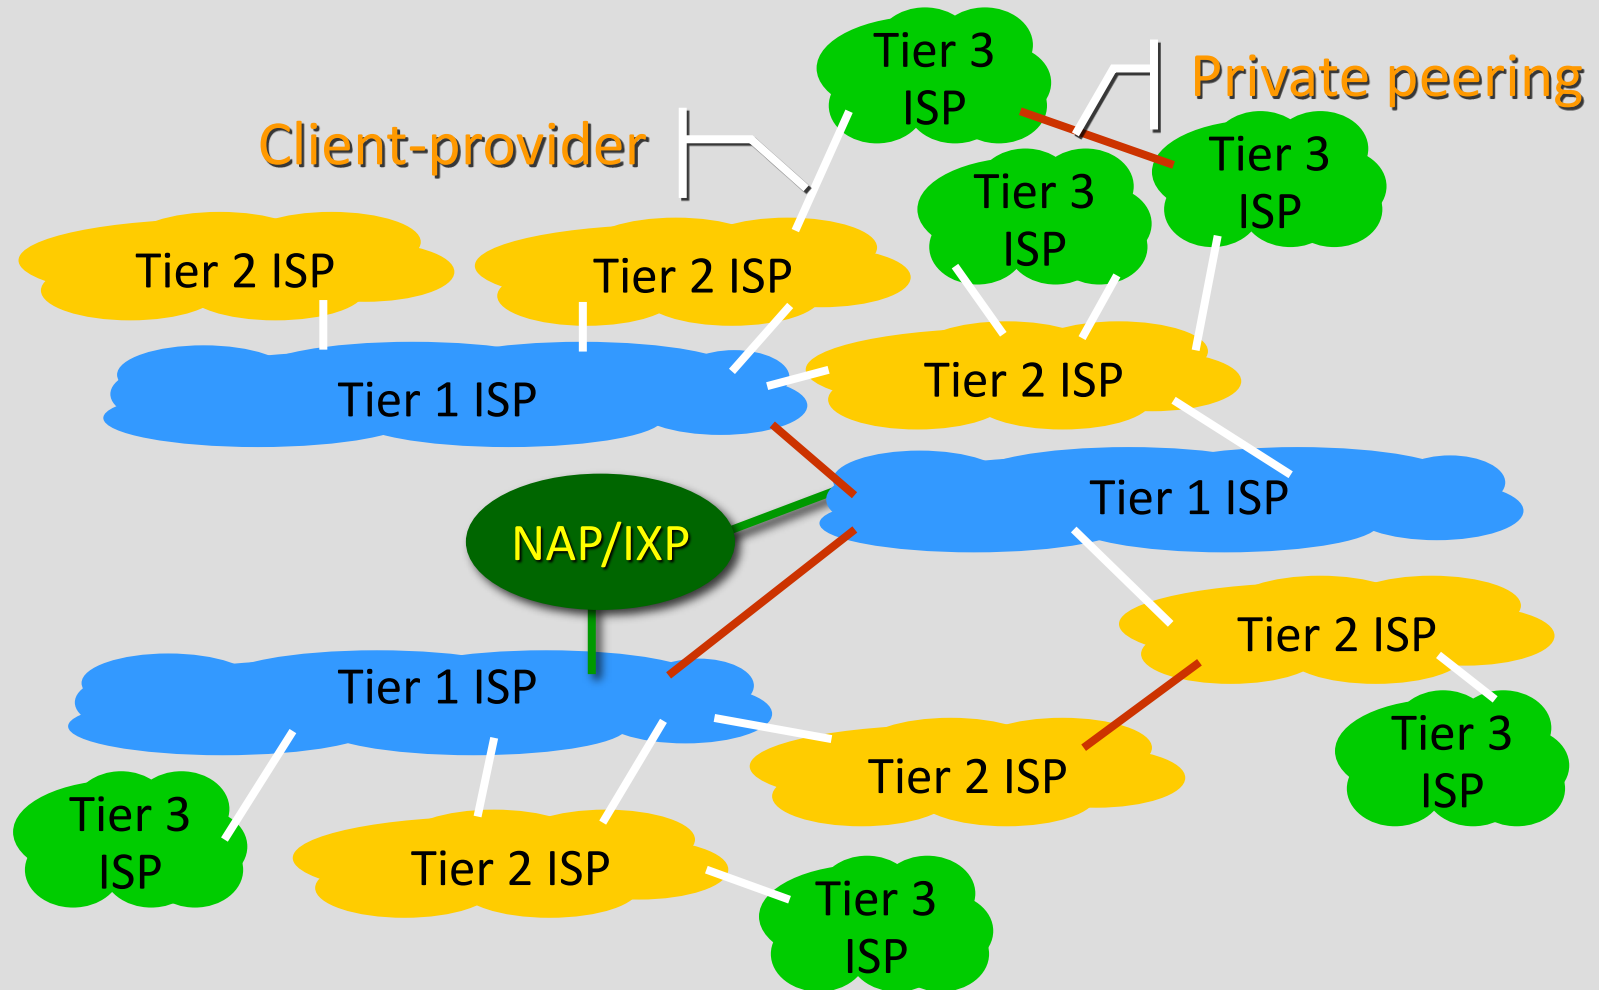 Tier 3
ISP
Private peering
Client-provider
Tier 3
ISP
Tier 3
ISP
Tier 2 ISP
Tier 2 ISP
Tier 2 ISP
Tier 1 ISP
Tier 1 ISP
NAP/IXP
Tier 2 ISP
Tier 1 ISP
Tier 3
ISP
Tier 2 ISP
Tier 3
ISP
Tier 2 ISP
Tier 3
ISP